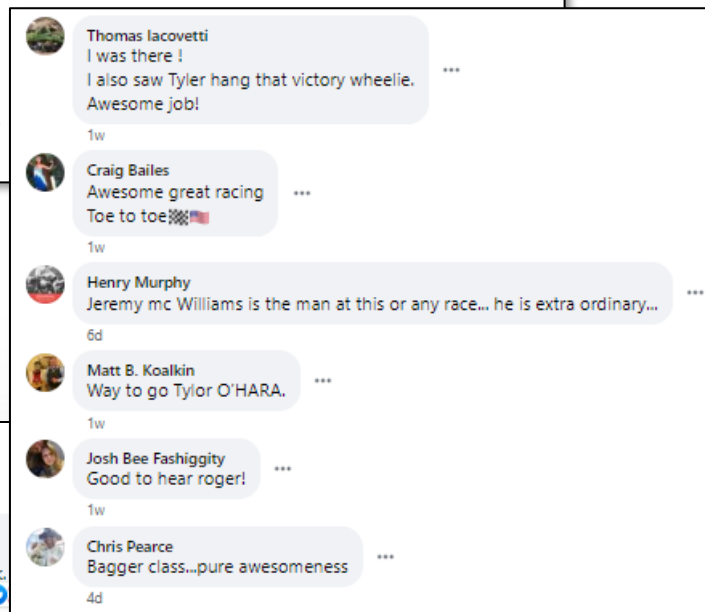 Thomas Iacovetti
I was there !
I also saw Tyler hang that victory wheelie.
Awesome job!
1w
Craig Bailes
Awesome great racing
Toe to toe🏁🇺🇸
1w
Henry Murphy
Jeremy mc Williams is the man at this or any race... he is extra ordinary...
6d
Matt B. Koalkin
Way to go Tylor O'HARA.
1w
Josh Bee Fashiggity
Good to hear roger!
1w
Chris Pearce
Bagger class...pure awesomeness
4d